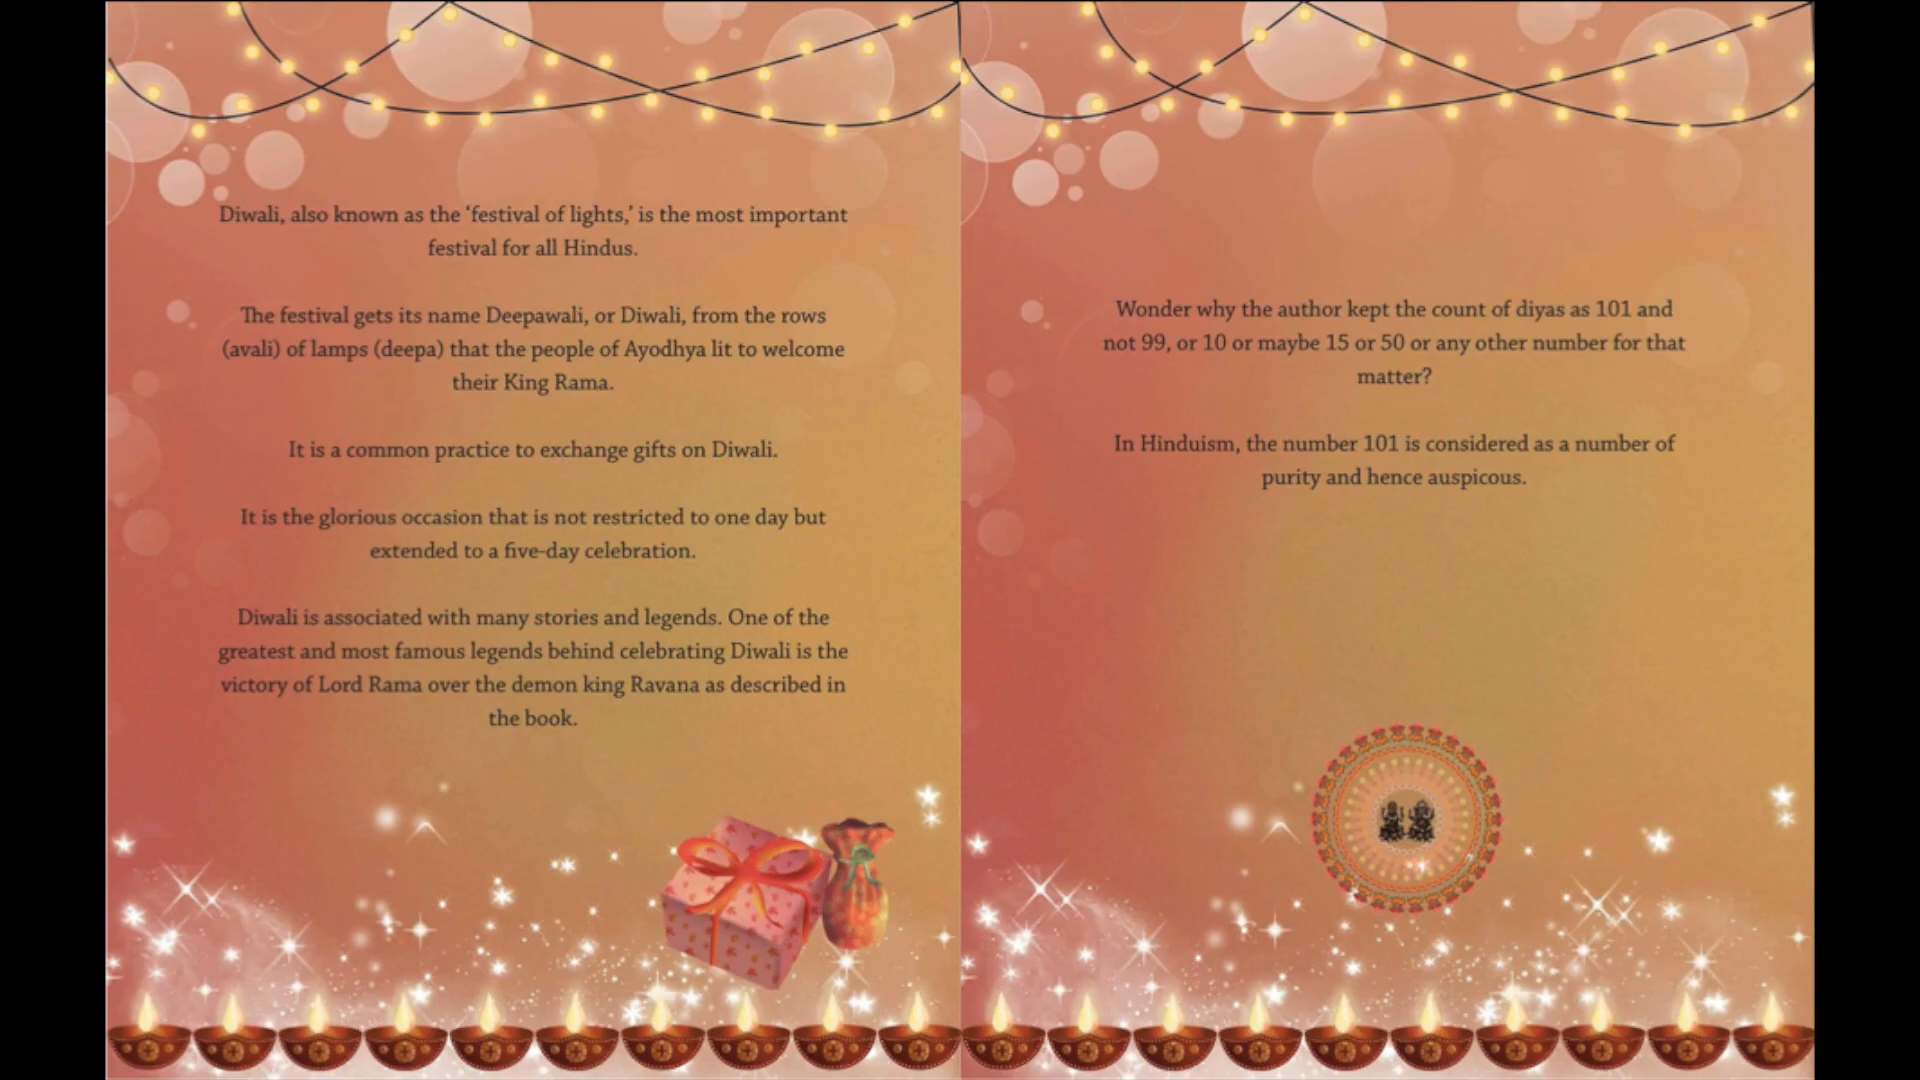 Diwali, also known as the ‘festival of lights,’ is the most important
festival for all Hindus.
The festival gets its name Deepawali, or Diwali, from the rows
(avali) of lamps (deepa) that the people of Ayodhya lit to welcome
their King Rama.
It is a common practice to exchange gifts on Diwali.
It is the glorious occasion that is not restricted to one day but
extended to a five-day celebration.
Diwali is associated with many stories and legends. One of the
greatest and most famous legends behind celebrating Diwali is the
victory of Lord Rama over the demon king Ravana as described in
the book.
Wonder why the author kept the count of diyas as 101 and
not 99, or 10 or maybe 15 or 50 or any other number for that
matter?
In Hinduism, the number 101 is considered as a number of
purity and hence auspicous.